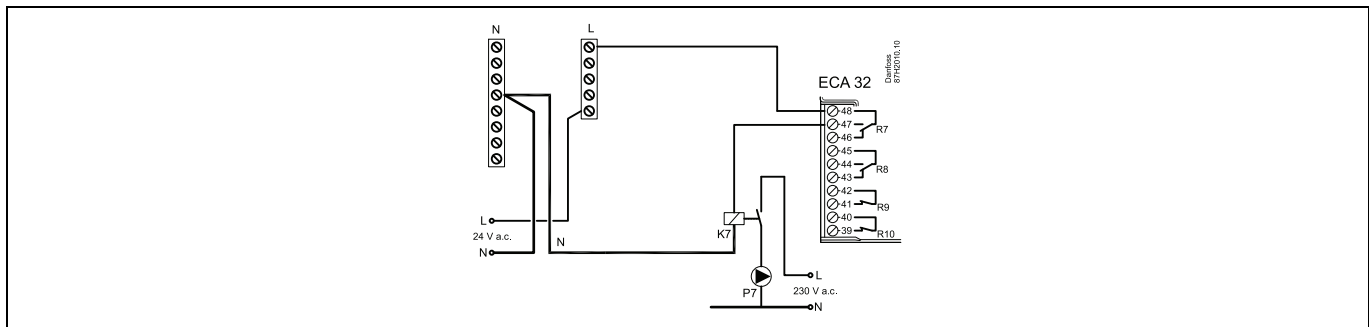 N
L
Danfoss
87H2010.10
ECA 32
48
47
R7
46
45
44
R8
43
42
41
R9
40
39
R10
L
24 V a.c.
N
N
K7
P7
L
230 V a.c.
N